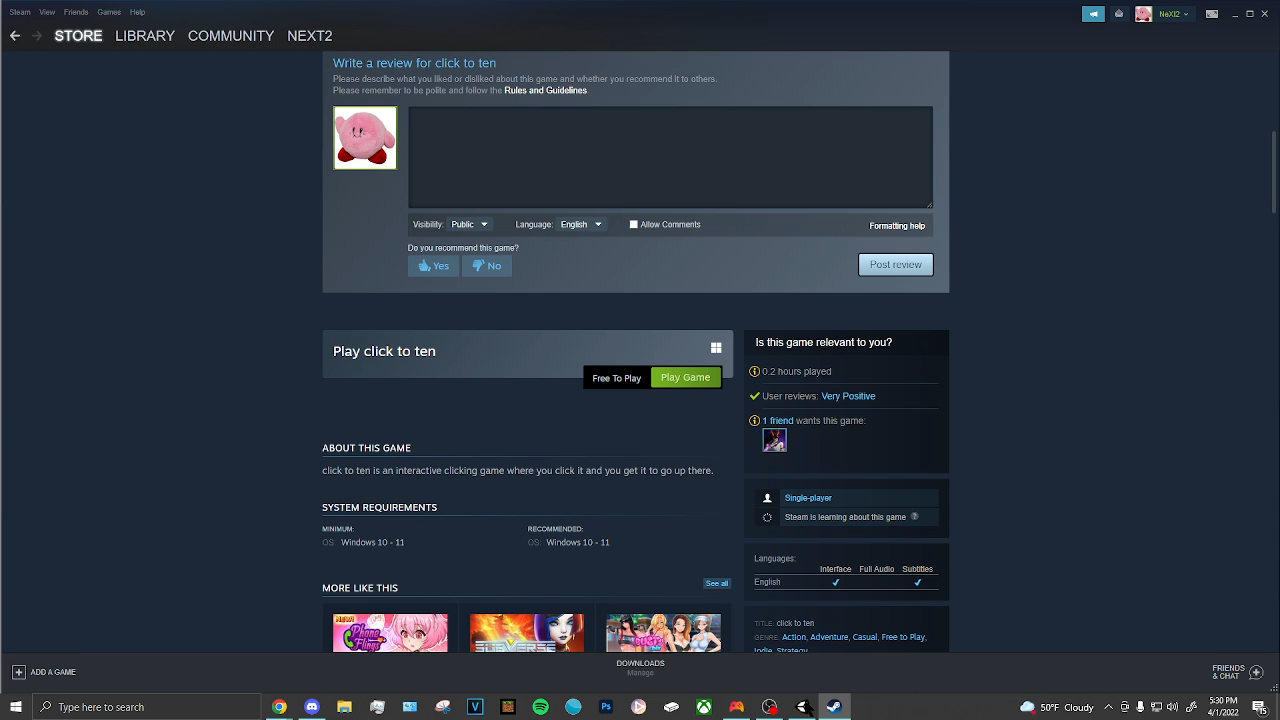 Steam View Friends Games Help
NeXt2
STORE LIBRARY COMMUNITY NEXT2
Write a review for click to ten
Please describe what you liked or disliked about this game and whether you recommend it to others.
Please remember to be polite and follow the Rules and Guidelines.
Visibility: Public Language: English Allow Comments
Formatting help
Do you recommend this game?
Yes No
Post review
Play click to ten
Free To Play Play Game
ABOUT THIS GAME
click to ten is an interactive clicking game where you click it and you get it to go up there.
SYSTEM REQUIREMENTS
MINIMUM:
OS: Windows 10 - 11
RECOMMENDED:
OS: Windows 10 - 11
MORE LIKE THIS
See all
NEW!
Phone
Flings
Is this game relevant to you?
0.2 hours played
User reviews: Very Positive
1 friend wants this game:
Single-player
Steam is learning about this game ?
Languages:
Interface Full Audio Subtitles
English
TITLE: click to ten
GENRE: Action, Adventure, Casual, Free to Play,
Indie, Strategy
ADD A GAME
DOWNLOADS
Manage
FRIENDS
& CHAT
Type here to search
V
Ps
50°F Cloudy
5:30 PM
4/1/2022